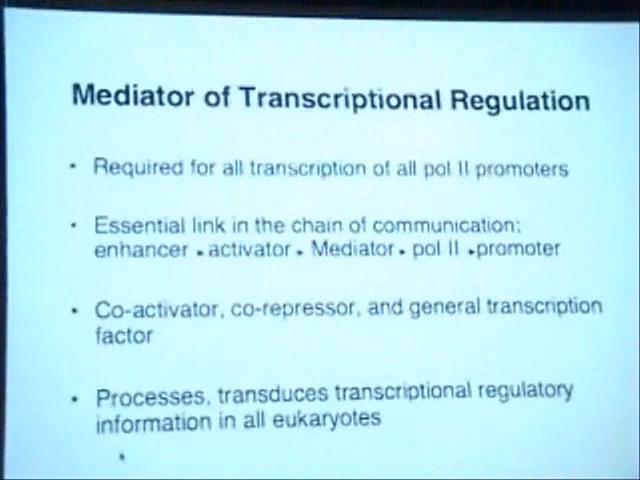 Mediator of Transcriptional Regulation
• Required for all transcription of all pol II promoters
• Essential link in the chain of communication:
enhancer • activator • Mediator • pol II • promoter
• Co-activator, co-repressor, and general transcription
factor
• Processes, transduces transcriptional regulatory
information in all eukaryotes